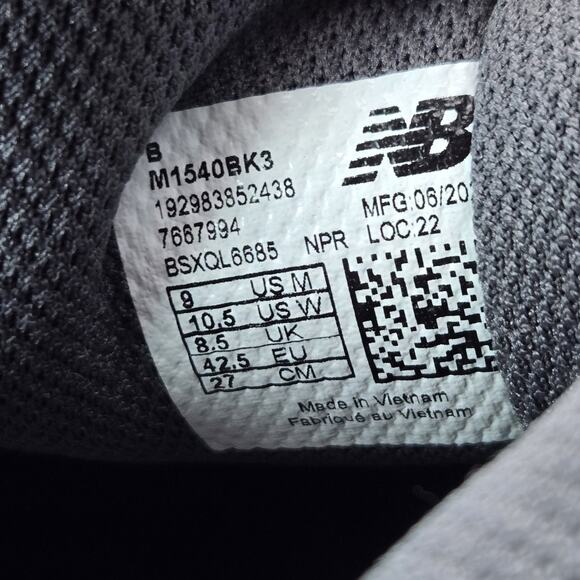 B
M1540BK3
192983852438
7667994
BSXQL6685 NPR
NB
MFG:06/20
LOC:22
9 US M
10.5 US W
8.5 UK
42.5 EU
27 CM
Made in Vietnam
Fabriqué au Vietnam